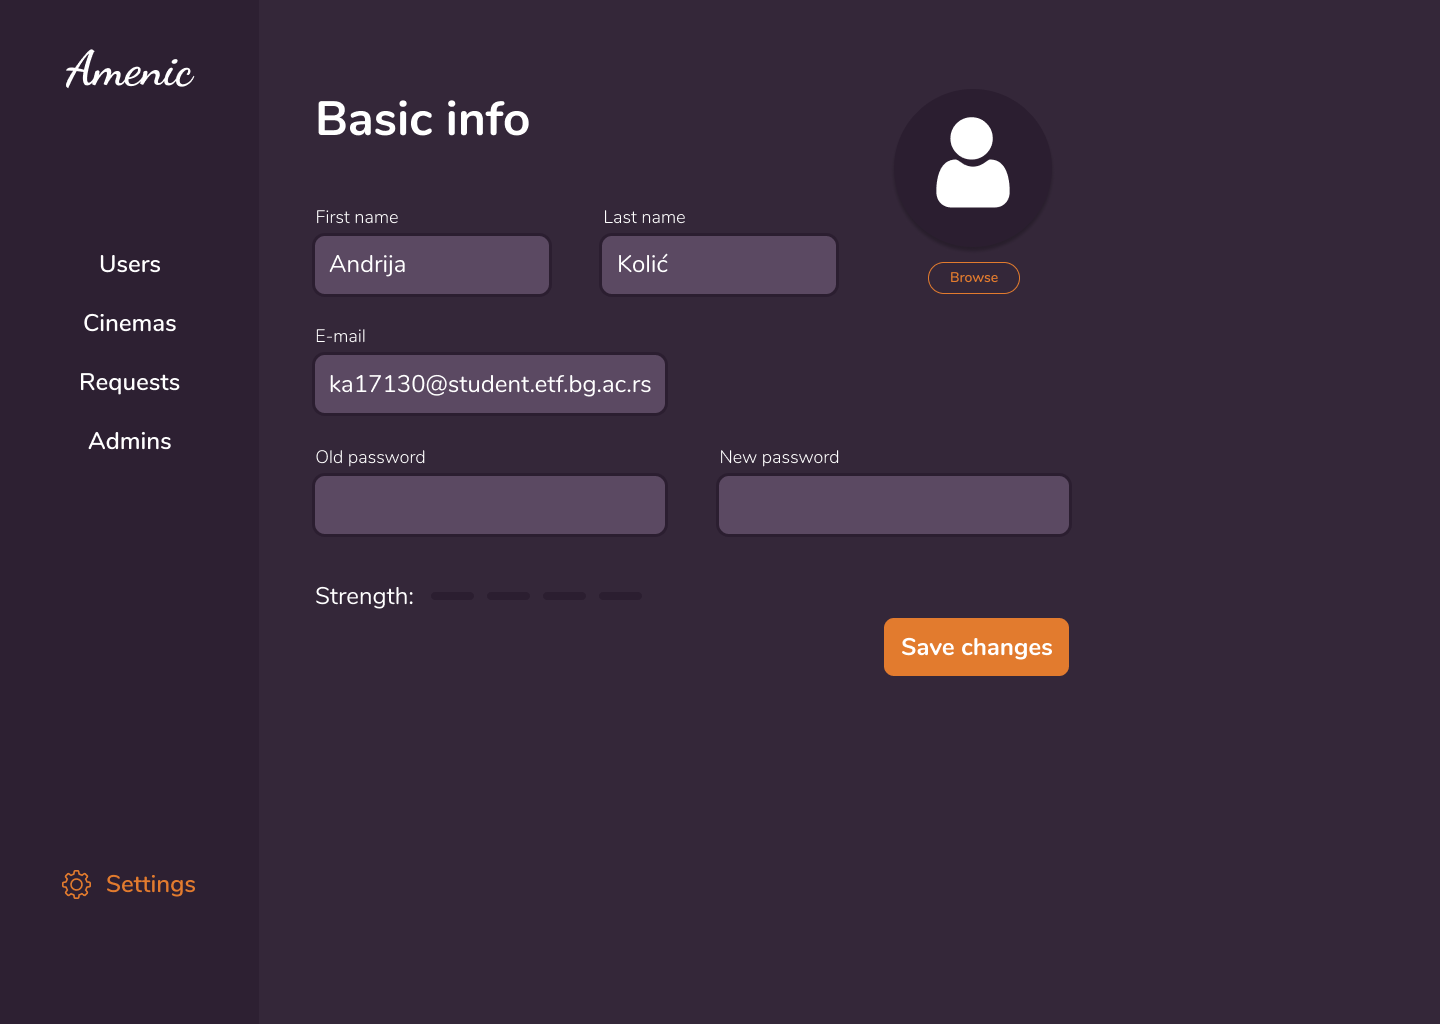 Amenic
Users
Cinemas
Requests
Admins
Settings
Basic info
First name
Last name
Andrija
Kolić
Browse
E-mail
ka17130@student.etf.bg.ac.rs
Old password
New password
Strength:
Save changes